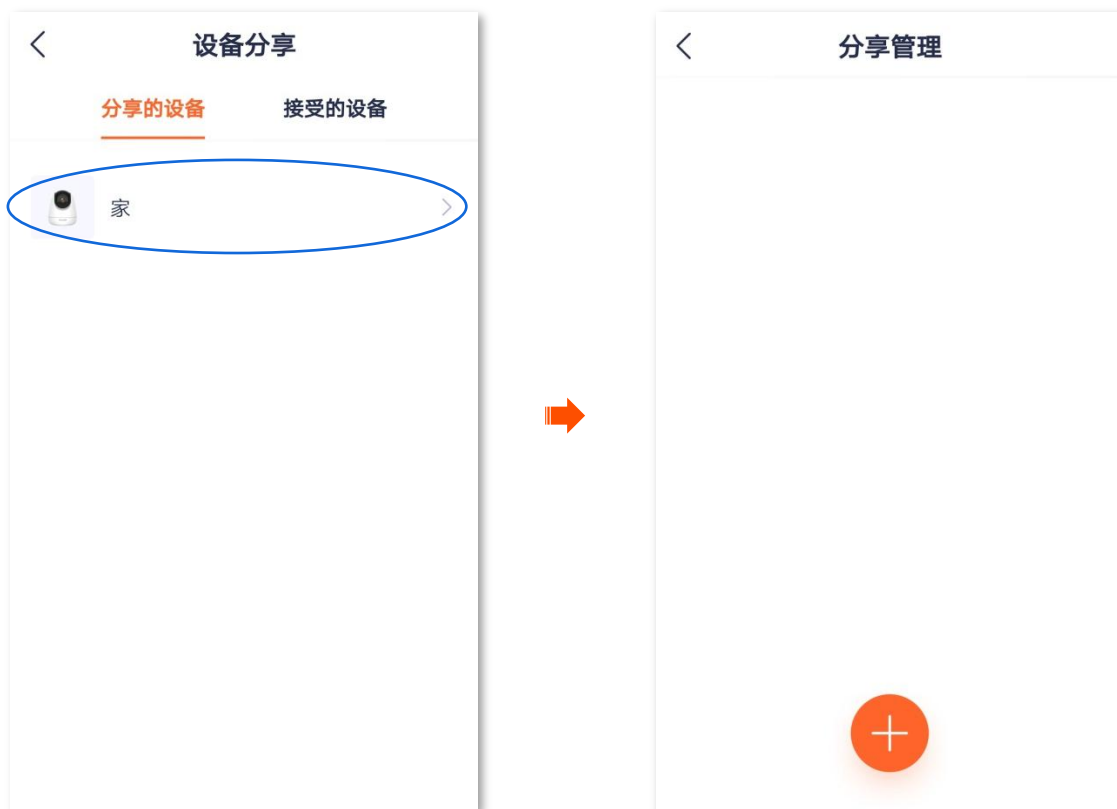 设备分享
分享的设备
接受的设备
家
分享管理